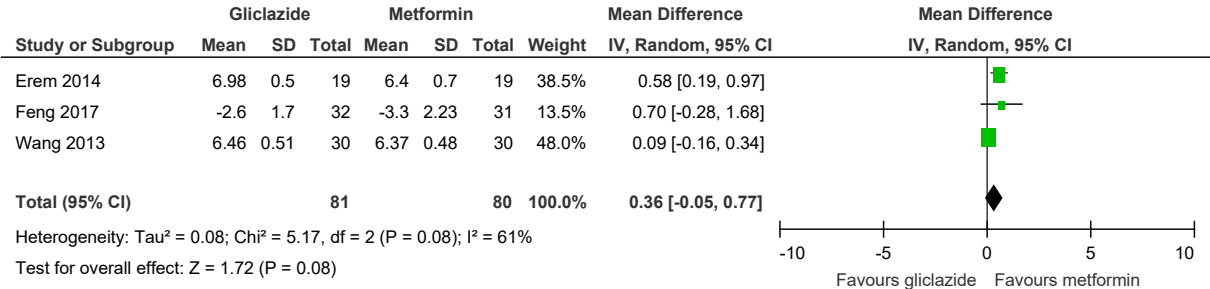 Gliclazide Metformin Mean Difference Mean Difference
Study or Subgroup Mean SD Total Mean SD Total Weight IV, Random, 95% CI IV, Random, 95% CI
Erem 2014 6.98 0.5 19 6.4 0.7 19 38.5% 0.58 [0.19, 0.97]
Feng 2017 -2.6 1.7 32 -3.3 2.23 31 13.5% 0.70 [-0.28, 1.68]
Wang 2013 6.46 0.51 30 6.37 0.48 30 48.0% 0.09 [-0.16, 0.34]
Total (95% CI) 81 80 100.0% 0.36 [-0.05, 0.77]
Heterogeneity: Tau² = 0.08; Chi² = 5.17, df = 2 (P = 0.08); I² = 61%
Test for overall effect: Z = 1.72 (P = 0.08)
-10 -5 0 5 10
Favours gliclazide Favours metformin